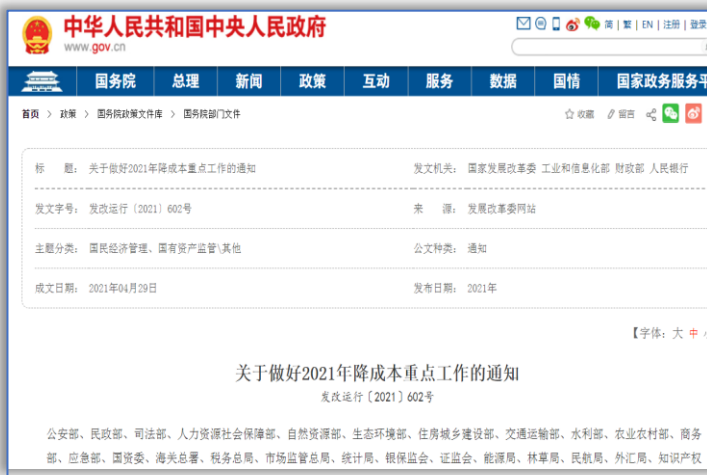 中华人民共和国中央人民政府
www.gov.cn
简 | 繁 | EN | 注册 | 登录
国务院 总理 新闻 政策 互动 服务 数据 国情 国家政务服务平
首页 > 政策 > 国务院政策文件库 > 国务院部门文件
收藏 留言
标 题: 关于做好2021年降成本重点工作的通知 发文机关: 国家发展改革委 工业和信息化部 财政部 人民银行
发文字号: 发改运行〔2021〕602号 来 源: 发展改革委网站
主题分类: 国民经济管理、国有资产监管\其他 公文种类: 通知
成文日期: 2021年04月29日 发布日期: 2021年
【字体: 大 中 小
关于做好2021年降成本重点工作的通知
发改运行〔2021〕602号
公安部、民政部、司法部、人力资源社会保障部、自然资源部、生态环境部、住房城乡建设部、交通运输部、水利部、农业农村部、商务
部、应急部、国资委、海关总署、税务总局、市场监管总局、统计局、银保监会、证监会、能源局、林草局、民航局、外汇局、知识产权